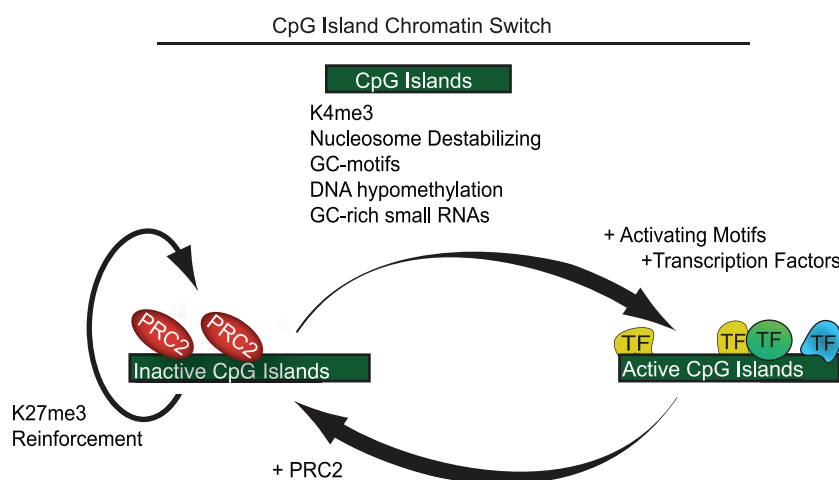 CpG Island Chromatin Switch
CpG Islands
K4me3
Nucleosome Destabilizing
GC-motifs
DNA hypomethylation
GC-rich small RNAs
+ Activating Motifs
+Transcription Factors
PRC2
PRC2
TF
TF
TF
TF
Inactive CpG Islands
Active CpG Islands
K27me3
Reinforcement
+ PRC2